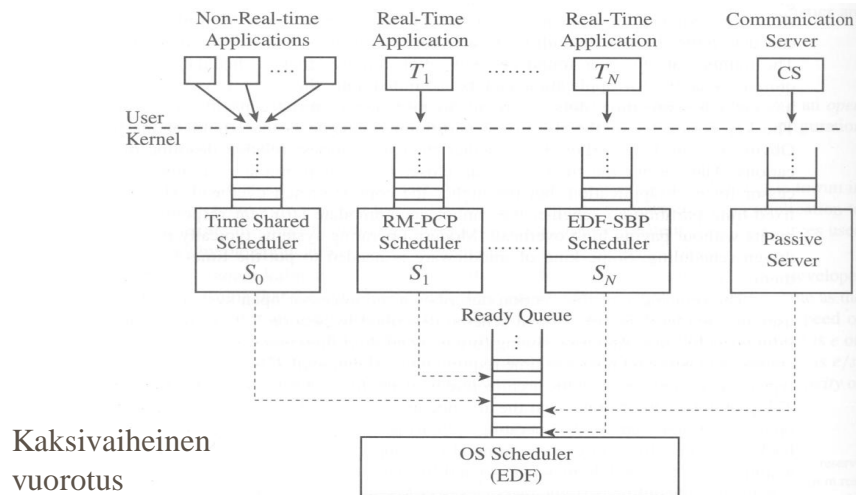 Non-Real-time
Applications
Real-Time
Application
Real-Time
Application
Communication
Server
T1
TN
CS
User
Kernel
Time Shared
Scheduler
S0
RM-PCP
Scheduler
S1
EDF-SBP
Scheduler
SN
Passive
Server
Ready Queue
OS Scheduler
(EDF)
Kaksivaiheinen
vuorotus